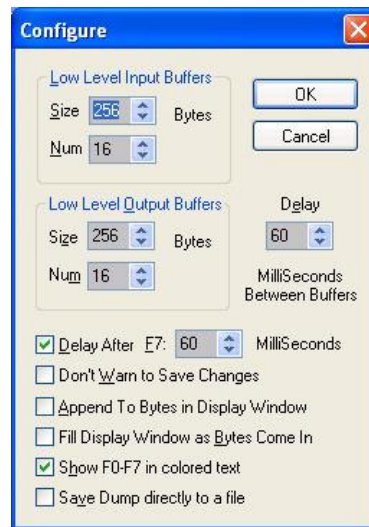 Configure
Low Level Input Buffers
Size 256 Bytes
Num 16
OK
Cancel
Low Level Output Buffers
Size 256 Bytes
Num 16
Delay
60
MilliSeconds
Between Buffers
Delay After F7: 60 MilliSeconds
Don't Warn to Save Changes
Append To Bytes in Display Window
Fill Display Window as Bytes Come In
Show F0-F7 in colored text
Save Dump directly to a file